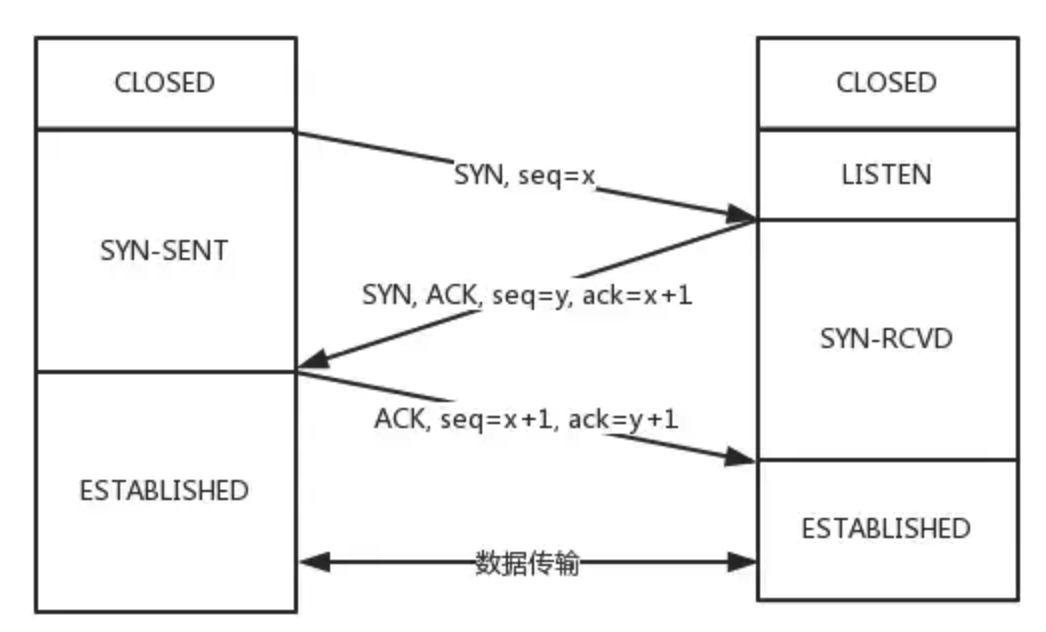 CLOSED
CLOSED
SYN, seq=x
LISTEN
SYN-SENT
SYN, ACK, seq=y, ack=x+1
SYN-RCVD
ACK, seq=x+1, ack=y+1
ESTABLISHED
ESTABLISHED
数据传输